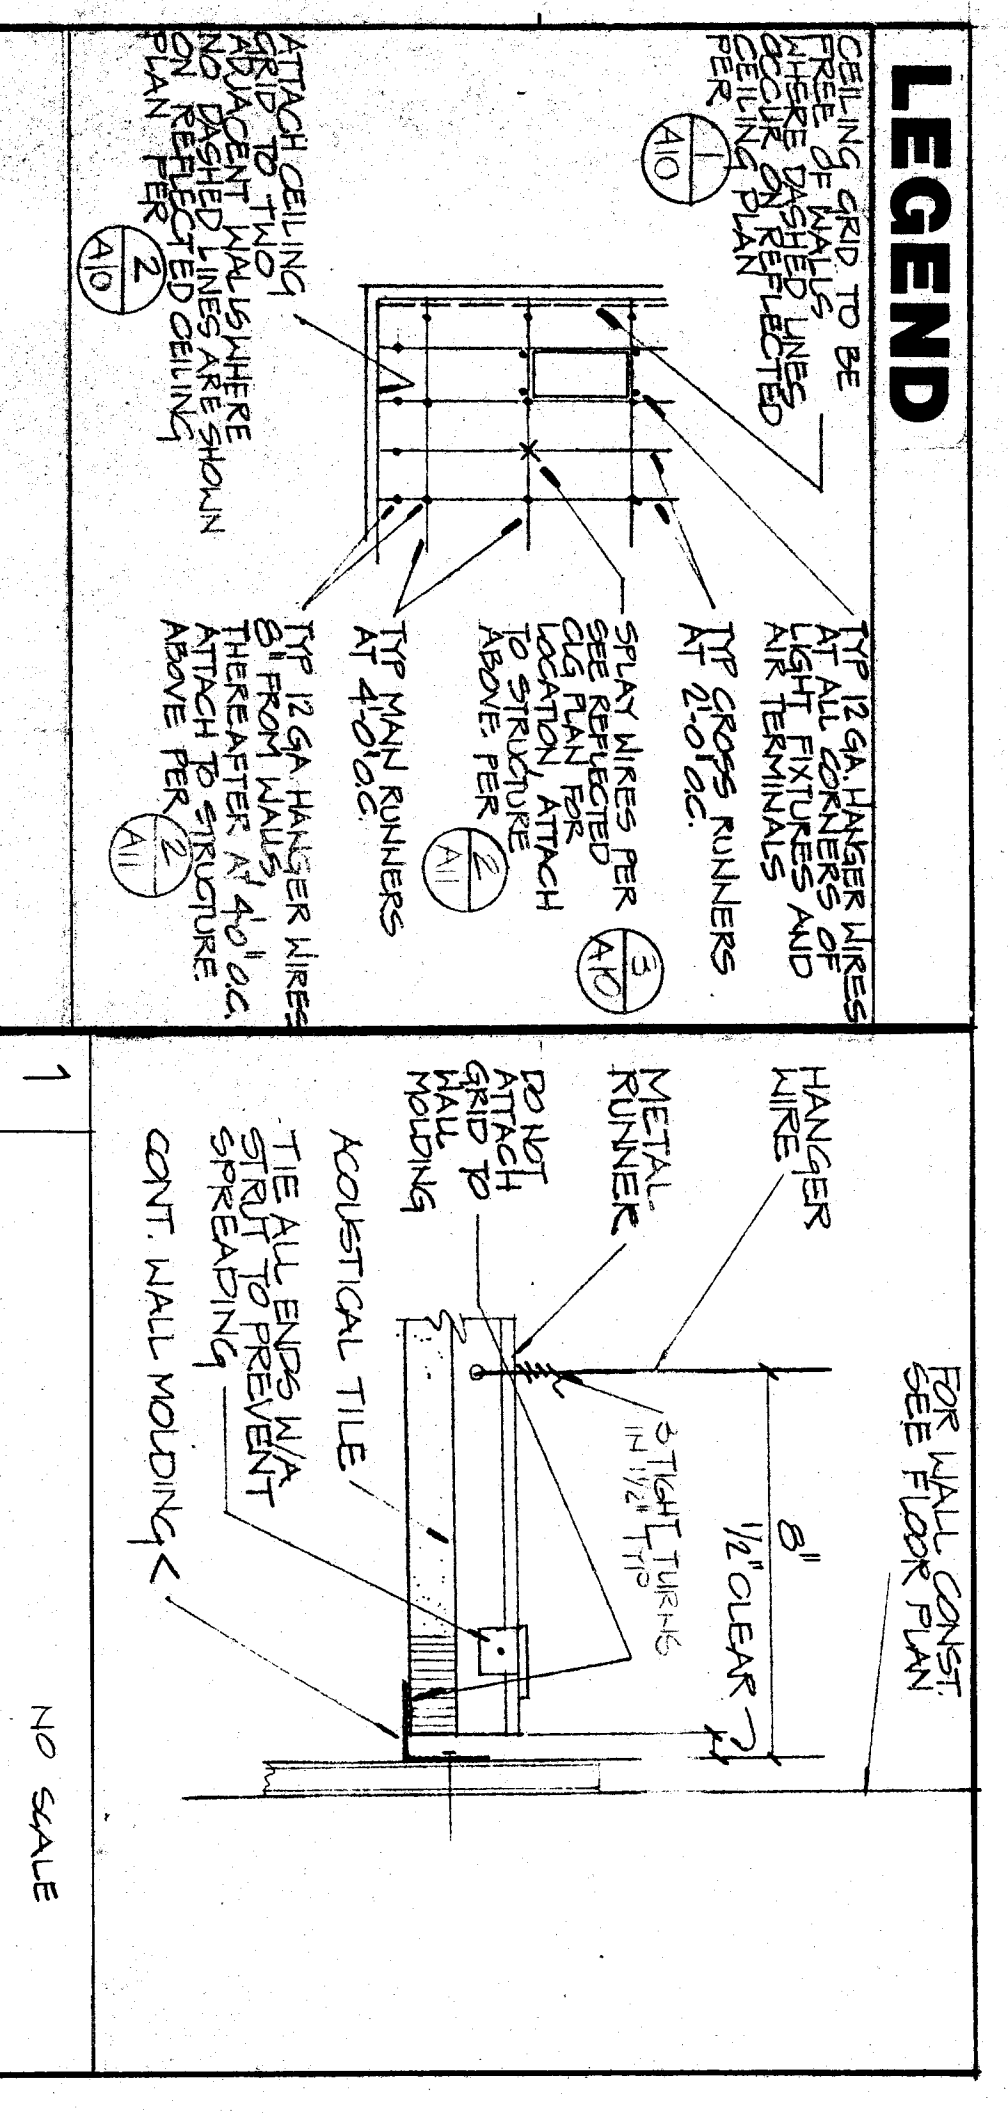 LEGEND
CEILING GRID TO BE
FREE OF WALLS
WHERE DASHED LINES
OCCUR ON REFLECTED
CEILING PLAN
PER
1
A10
ATTACH CEILING
GRID TO TWO
ADJACENT WALLS WHERE
NO DASHED LINES ARE SHOWN
ON REFLECTED CEILING
PLAN PER
2
A10
TYP 12 GA. HANGER WIRES
AT ALL CORNERS OF
LIGHT FIXTURES AND
AIR TERMINALS
TYP CROSS RUNNERS
AT 2'-0" O.C.
SPLAY WIRES PER
3
A10
SEE REFLECTED
CLG PLAN FOR
LOCATION, ATTACH
TO STRUCTURE
ABOVE. PER
2
A11
TYP MAIN RUNNERS
AT 4'-0" O.C.
TYP 12 GA. HANGER WIRES
8" FROM WALLS
THEREAFTER AT 4'0" O.C.
ATTACH TO STRUCTURE
ABOVE PER
2
A11
FOR WALL CONST.
SEE FLOOR PLAN
HANGER
WIRE
8"
1/2" CLEAR
METAL
RUNNER
3 TIGHT TURNS
IN 1 1/2" TYP
DO NOT
ATTACH
GRID TO
WALL
MOLDING
ACOUSTICAL TILE
TIE ALL ENDS W/A
STRUT TO PREVENT
SPREADING
CONT. WALL MOLDING
1
NO SCALE